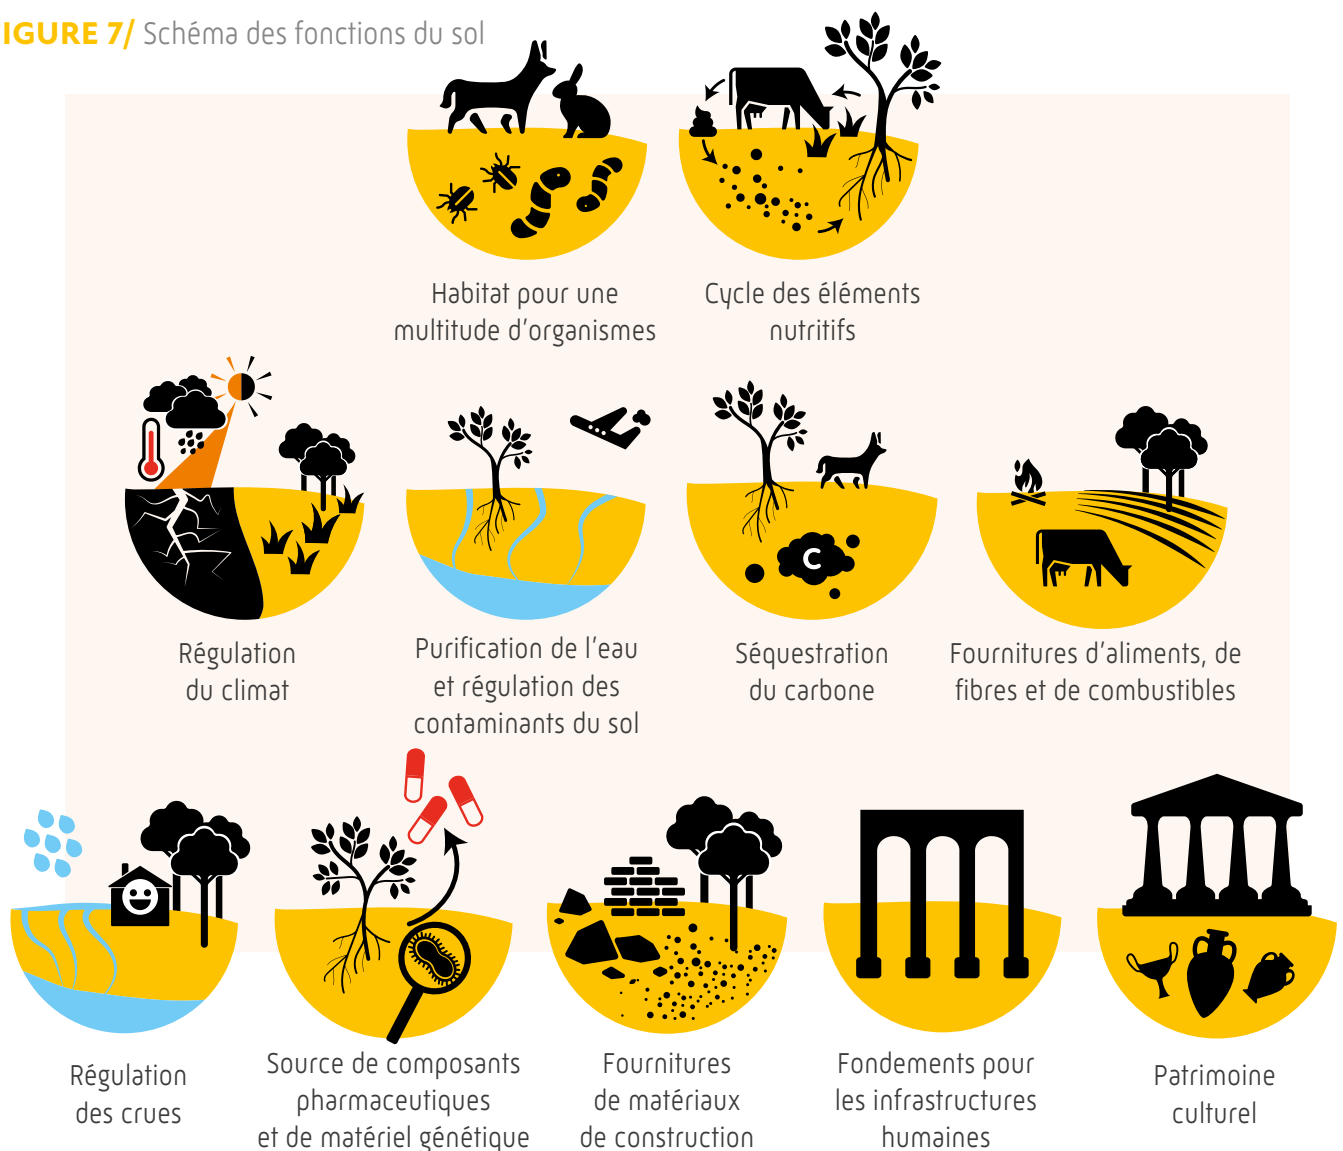 IGURE 7/ Schéma des fonctions du sol
Habitat pour une
multitude d'organismes
Cycle des éléments
nutritifs
Régulation
du climat
Purification de l'eau
et régulation des
contaminants du sol
C
Séquestration
du carbone
Fournitures d'aliments, de
fibres et de combustibles
Régulation
des crues
Source de composants
pharmaceutiques
et de matériel génétique
Fournitures
de matériaux
de construction
Fondements pour
les infrastructures
humaines
Patrimoine
culturel